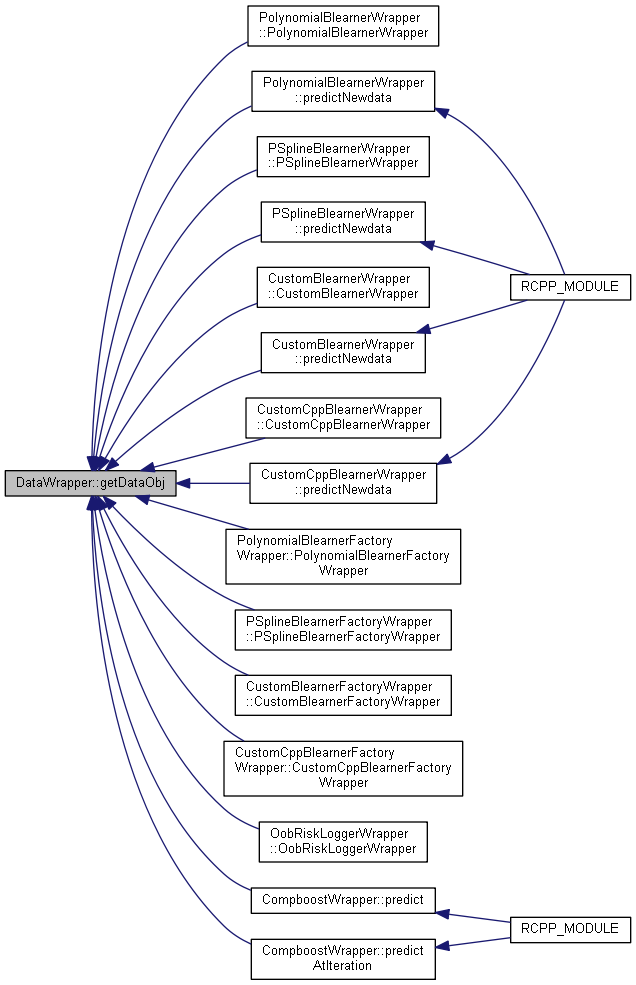 PolynomialBlearnerWrapper
::PolynomialBlearnerWrapper
PolynomialBlearnerWrapper
::predictNewdata
PSplineBlearnerWrapper
::PSplineBlearnerWrapper
PSplineBlearnerWrapper
::predictNewdata
CustomBlearnerWrapper
::CustomBlearnerWrapper
RCPP_MODULE
CustomBlearnerWrapper
::predictNewdata
CustomCppBlearnerWrapper
::CustomCppBlearnerWrapper
DataWrapper::getDataObj
CustomCppBlearnerWrapper
::predictNewdata
PolynomialBlearnerFactory
Wrapper::PolynomialBlearnerFactory
Wrapper
PSplineBlearnerFactoryWrapper
::PSplineBlearnerFactoryWrapper
CustomBlearnerFactoryWrapper
::CustomBlearnerFactoryWrapper
CustomCppBlearnerFactory
Wrapper::CustomCppBlearnerFactory
Wrapper
OobRiskLoggerWrapper
::OobRiskLoggerWrapper
CompboostWrapper::predict
RCPP_MODULE
CompboostWrapper::predict
AtIteration